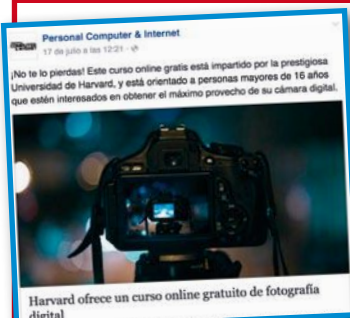 Personal Computer & Internet
17 de julio a las 12:21 ·
¡No te lo pierdas! Este curso online gratis está impartido por la prestigiosa
Universidad de Harvard, y está orientado a personas mayores de 16 años
que estén interesados en obtener el máximo provecho de su cámara digital.
Harvard ofrece un curso online gratuito de fotografía
digital